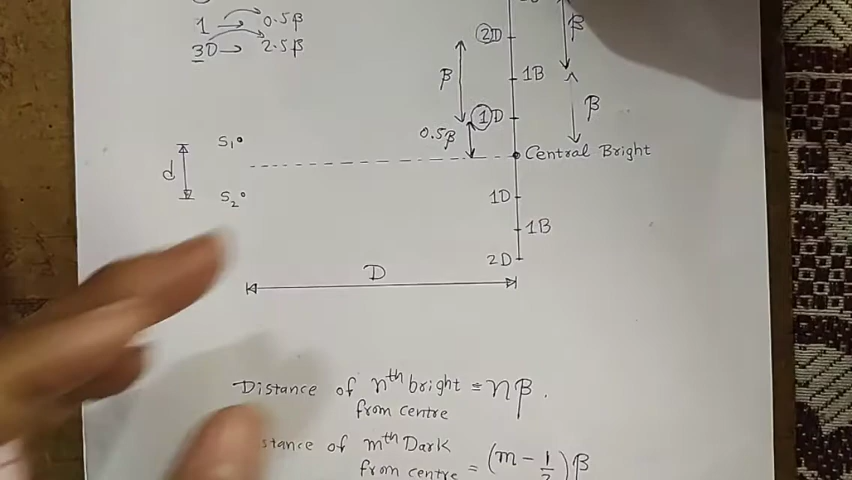 1 → 0.5β
3D → 2.5β
2D
β
β
1B
β
1D
0.5β
S₁
Central Bright
d
S₂
1D
1B
2D
D
Distance of nth bright = nβ.
from centre
stance of mth Dark
from centre = (m - 1/2)β